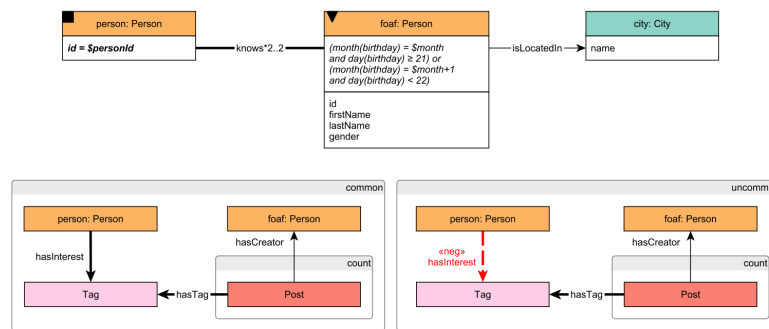 person: Person
id = $personId
knows*2..2
foaf: Person
(month(birthday) = $month
and day(birthday) ≥ 21) or
(month(birthday) = $month+1
and day(birthday) < 22)
id
firstName
lastName
gender
isLocatedIn
city: City
name
common
person: Person
foaf: Person
hasInterest
hasCreator
count
Tag
hasTag
Post
uncomm
person: Person
foaf: Person
«neg»
hasInterest
hasCreator
count
Tag
hasTag
Post